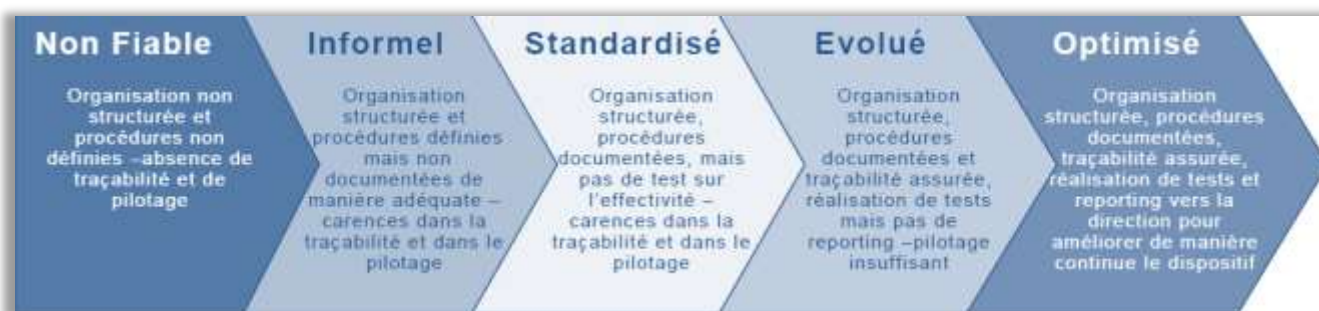 Non Fiable
Organisation non
structurée et
procédures non
définies –absence de
traçabilité et de
pilotage
Informel
Organisation
structurée et
procédures définies
mais non
documentées de
manière adéquate –
carences dans la
traçabilité et dans le
pilotage
Standardisé
Organisation
structurée,
procédures
documentées, mais
pas de test sur
l'effectivité –
carences dans la
traçabilité et dans le
pilotage
Evolué
Organisation
structurée,
procédures
documentées et
traçabilité assurée,
réalisation de tests
mais pas de
reporting –pilotage
insuffisant
Optimisé
Organisation
structurée, procédures
documentées,
traçabilité assurée,
réalisation de tests et
reporting vers la
direction pour
améliorer de manière
continue le dispositif